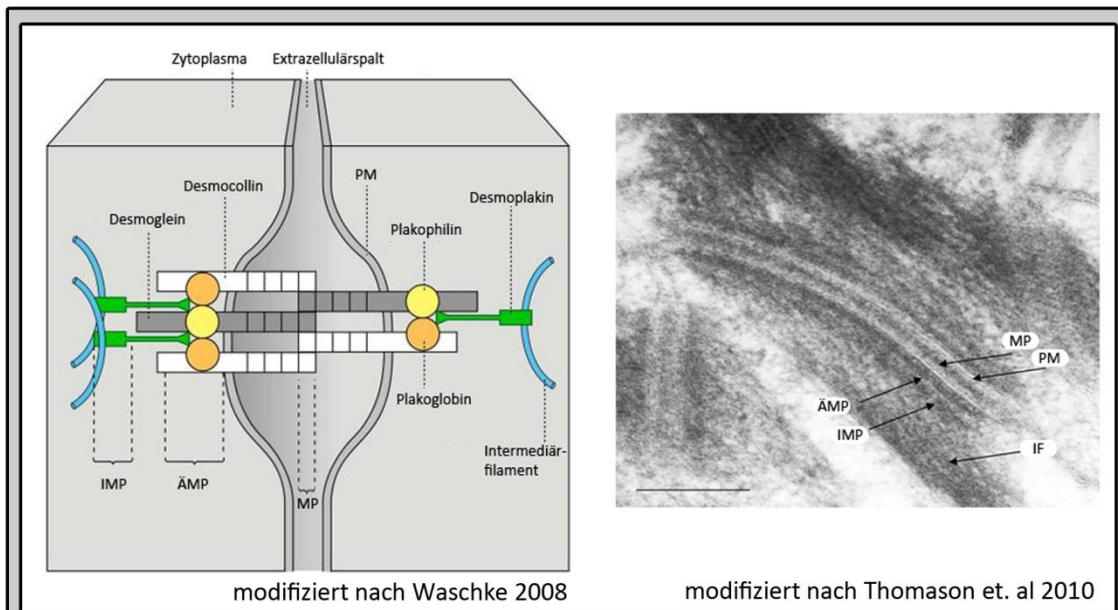 Zytoplasma
Extrazellulärspalt
PM
Desmocollin
Desmoplakin
Desmoglein
Plakophilin
Plakoglobin
Intermediär-
filament
IMP
ÄMP
MP
modifiziert nach Waschke 2008
MP
PM
ÄMP
IMP
IF
modifiziert nach Thomason et. al 2010